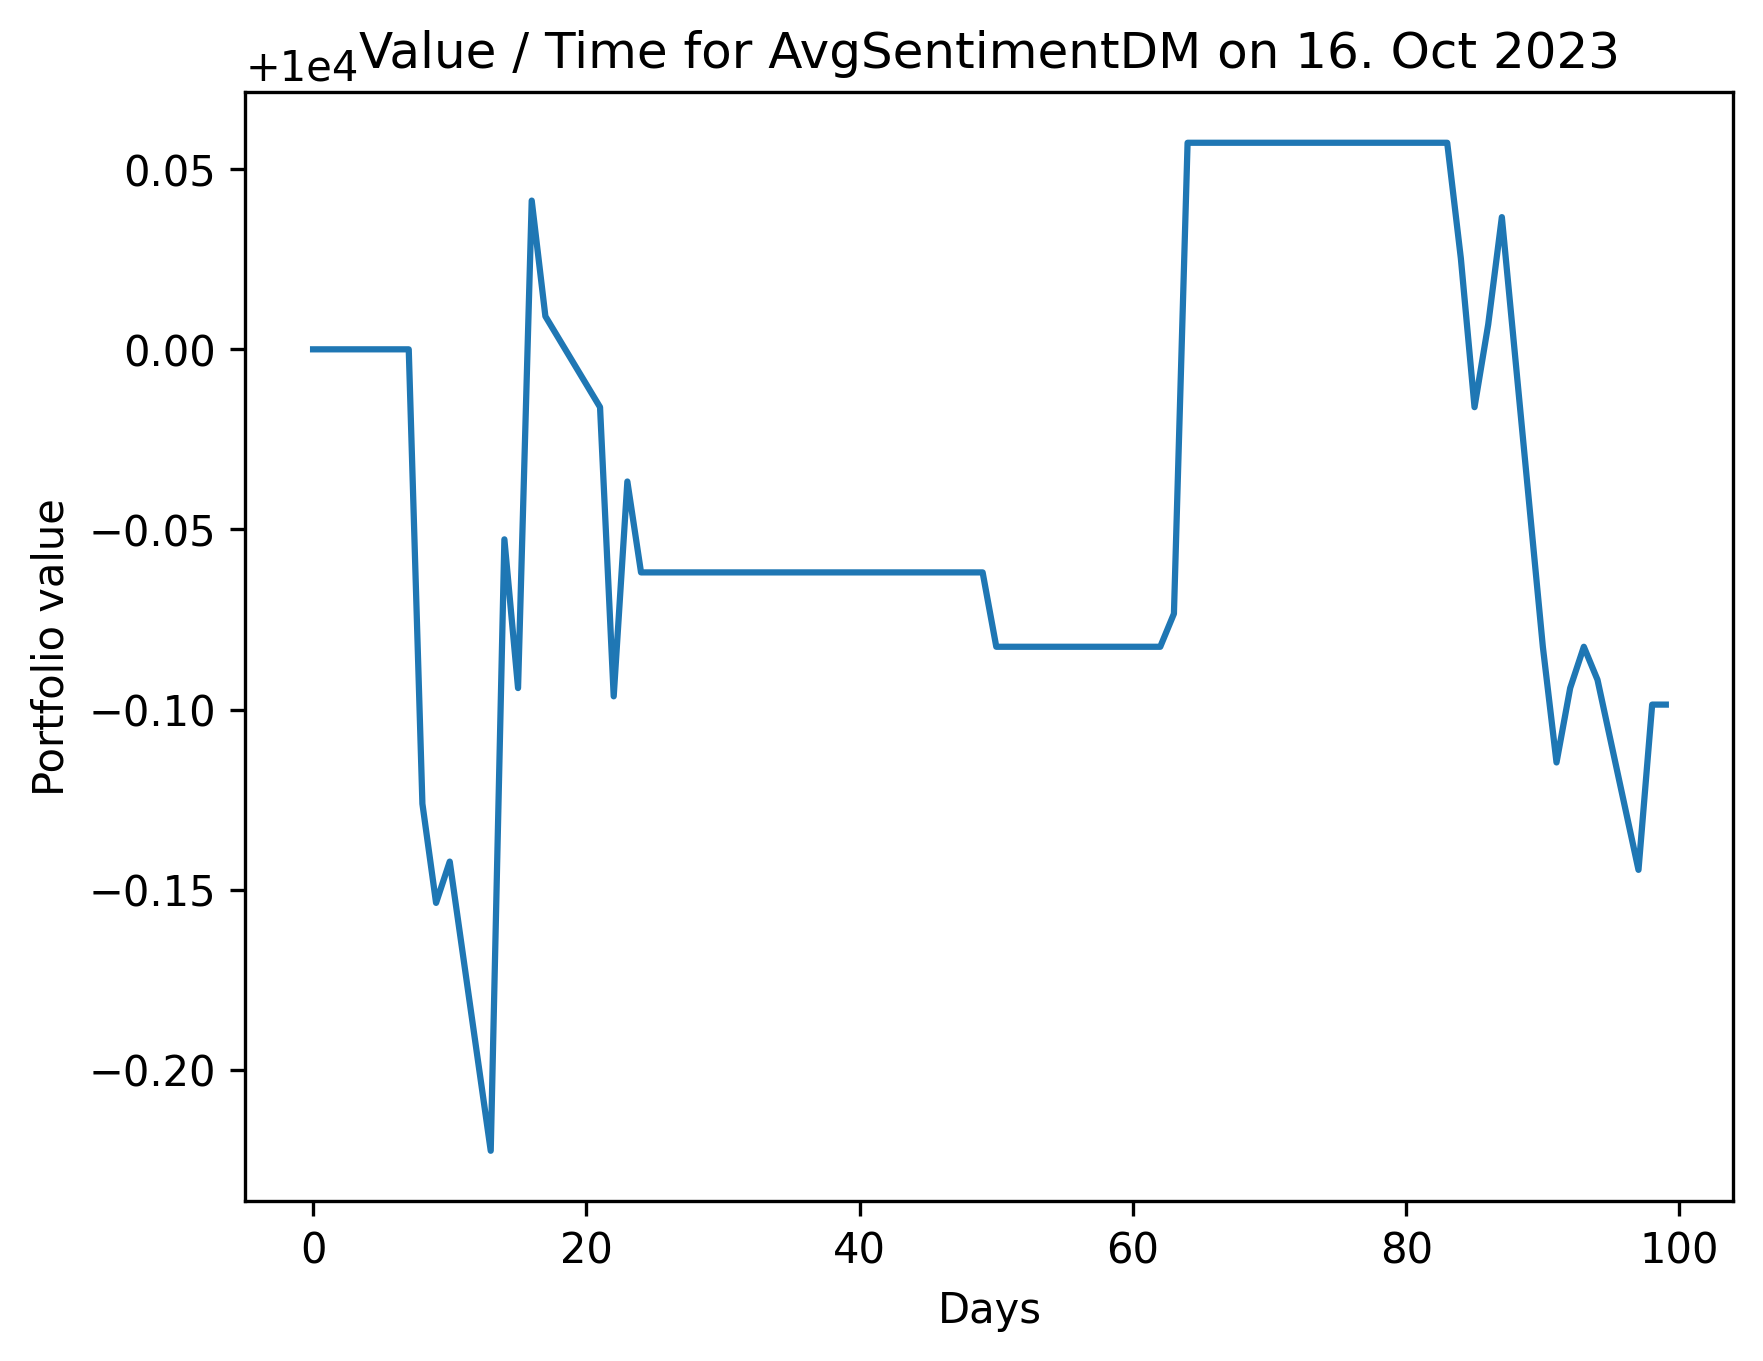 Value / Time for AvgSentimentDM on 16. Oct 2023
+1e4
0.05
0.00
−0.05
−0.10
−0.15
−0.20
Portfolio value
0 20 40 60 80 100
Days